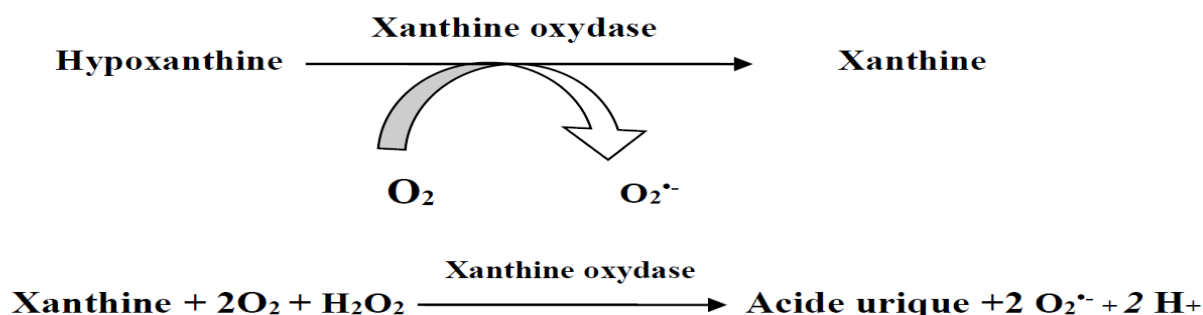 Xanthine oxydase
Hypoxanthine Xanthine
O₂ O₂•-
Xanthine oxydase
Xanthine + 2O₂ + H₂O₂ Acide urique +2 O₂•- + 2 H+